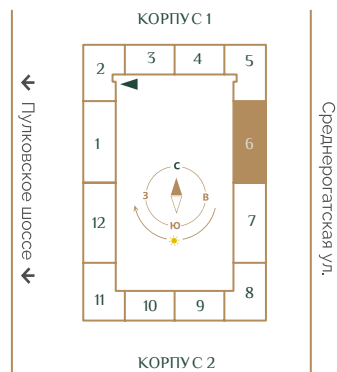 КОРПУС 1
2 3 4 5
1 6
12 7
11 10 9 8
С
З В
Ю
Пулковское шоссе
Среднерогатская ул.
КОРПУС 2